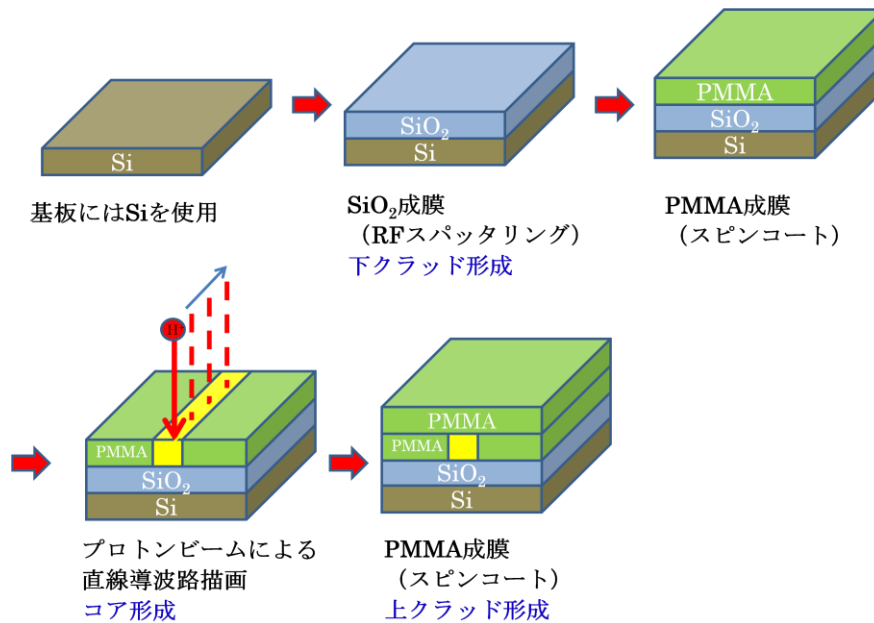 Si
基板にはSiを使用
SiO₂
Si
SiO₂成膜
（RFスパッタリング）
下クラッド形成
PMMA
SiO₂
Si
PMMA成膜
（スピンコート）
H⁺
PMMA
SiO₂
Si
プロトンビームによる
直線導波路描画
コア形成
PMMA
PMMA
SiO₂
Si
PMMA成膜
（スピンコート）
上クラッド形成